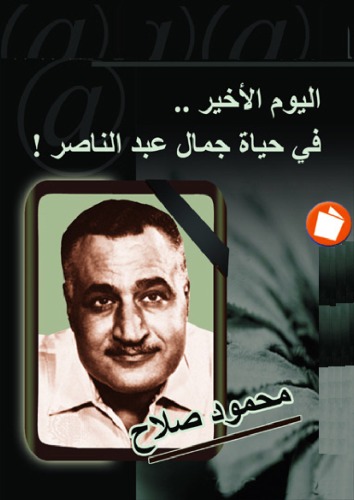 اليوم الأخير ..
في حياة جمال عبد الناصر !
محمود صلاح